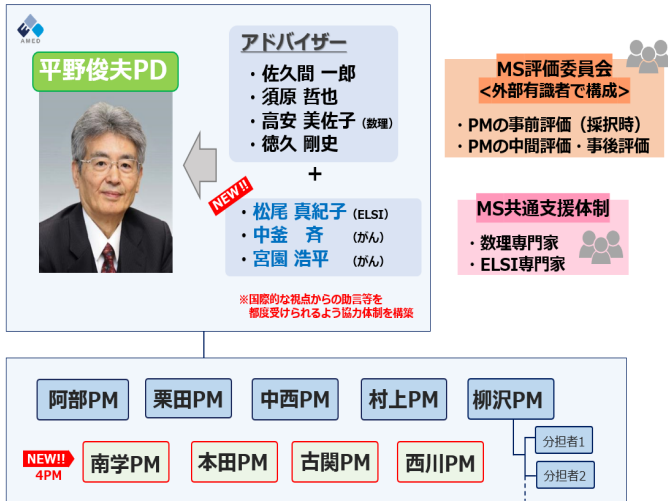 AMED
平野俊夫PD
アドバイザー
・佐久間 一郎
・須原 哲也
・高安 美佐子（数理）
・徳久 剛史
+
NEW!!
・松尾 真紀子（ELSI）
・中釜　斉　（がん）
・宮園 浩平　（がん）
※国際的な視点からの助言等を
都度受けられるよう協力体制を構築
MS評価委員会
<外部有識者で構成>
・PMの事前評価（採択時）
・PMの中間評価・事後評価
MS共通支援体制
・数理専門家
・ELSI専門家
阿部PM
栗田PM
中西PM
村上PM
柳沢PM
分担者1
分担者2
NEW!!
4PM
南学PM
本田PM
古関PM
西川PM